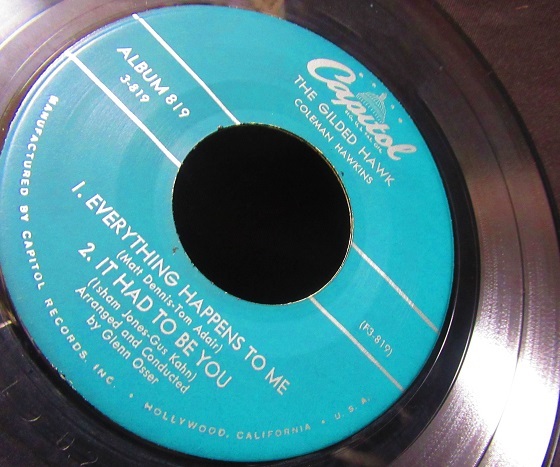 Capitol
THE GILDED HAWK
COLEMAN HAWKINS
ALBUM 819
3-819
(F3-819)
1. EVERYTHING HAPPENS TO ME
(Matt Dennis-Tom Adair)
2. IT HAD TO BE YOU
(Isham Jones-Gus Kahn)
Arranged and Conducted
by Glenn Osser
MANUFACTURED BY CAPITOL RECORDS, INC. • HOLLYWOOD, CALIFORNIA • U.S.A.